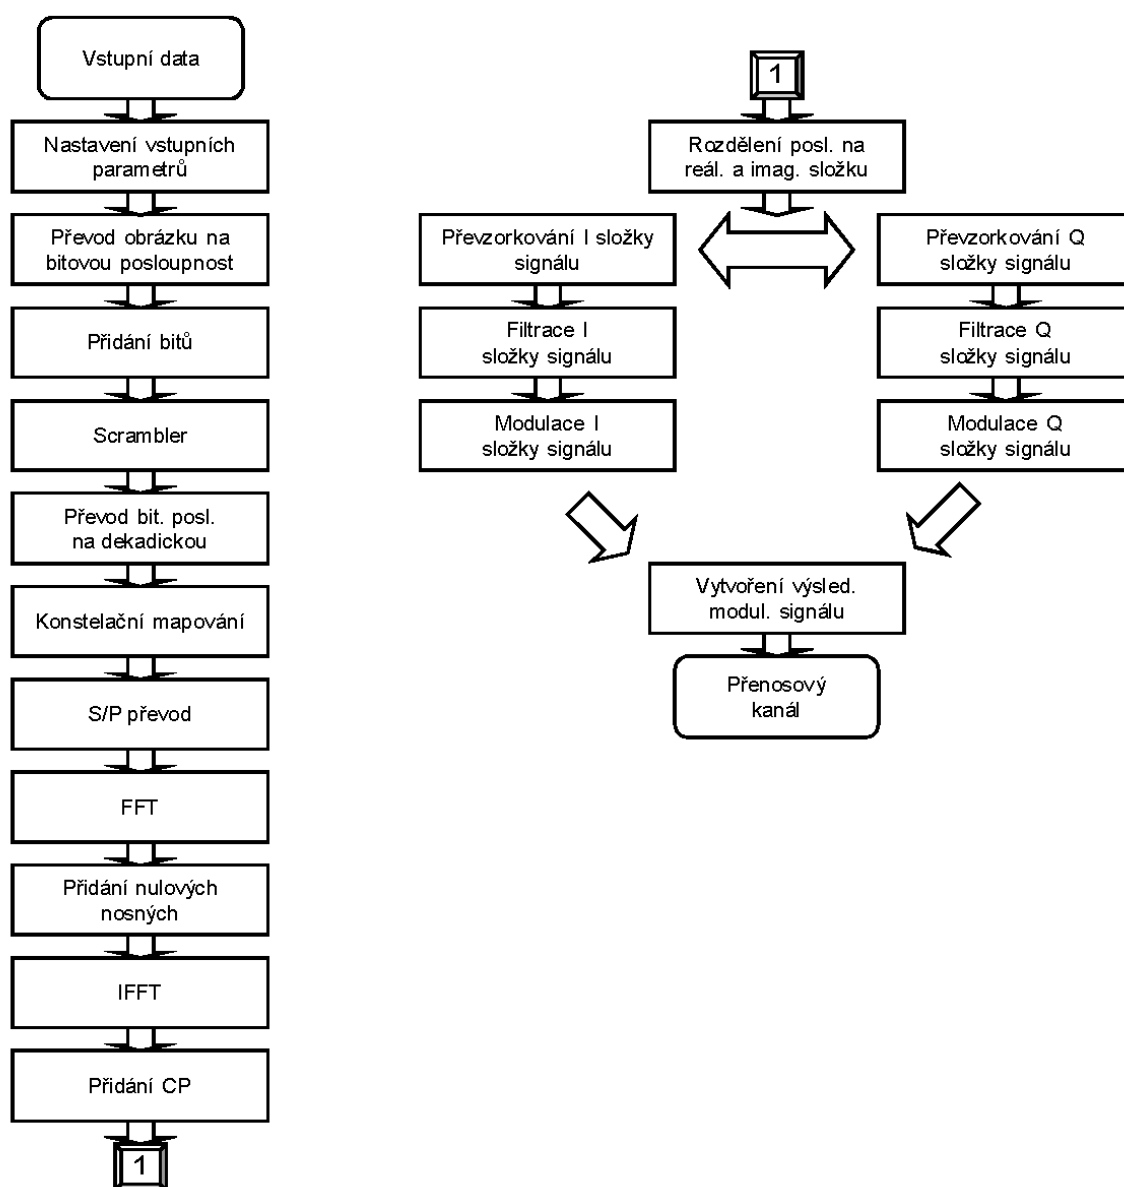 Vstupní data
Nastavení vstupních
parametrů
Převod obrázku na
bitovou posloupnost
Přidání bitů
Scrambler
Převod bit. posl.
na dekadickou
Konstelační mapování
S/P převod
FFT
Přidání nulových
nosných
IFFT
Přidání CP
1
1
Rozdělení posl. na
reál. a imag. složku
Převzorkování I složky
signálu
Filtrace I
složky signálu
Modulace I
složky signálu
Převzorkování Q
složky signálu
Filtrace Q
složky signálu
Modulace Q
složky signálu
Vytvoření výsled.
modul. signálu
Přenosový
kanál